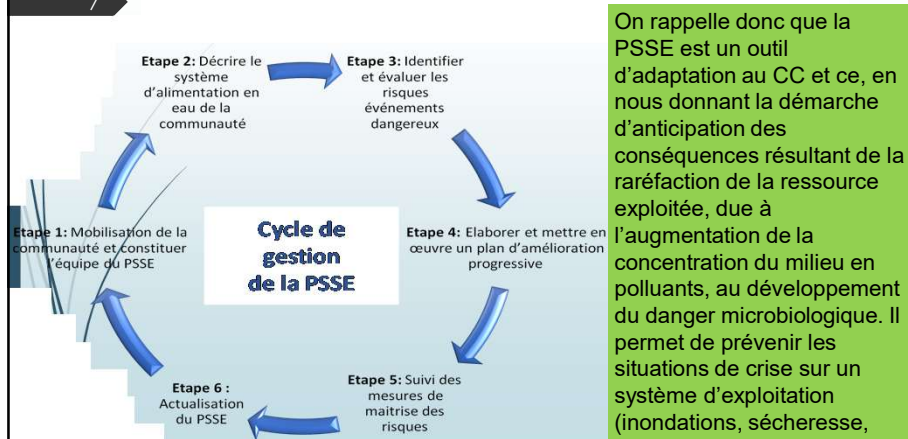 7
Etape 2: Décrire le
système
d'alimentation en
eau de la
communauté
Etape 3: Identifier
et évaluer les
risques
événements
dangereux
Etape 1: Mobilisation de la
communauté et constituer
l'équipe du PSSE
Cycle de
gestion
de la PSSE
Etape 4: Elaborer et mettre en
œuvre un plan d'amélioration
progressive
Etape 6 :
Actualisation
du PSSE
Etape 5: Suivi des
mesures de
maitrise des
risques
On rappelle donc que la
PSSE est un outil
d'adaptation au CC et ce, en
nous donnant la démarche
d'anticipation des
conséquences résultant de la
raréfaction de la ressource
exploitée, due à
l'augmentation de la
concentration du milieu en
polluants, au développement
du danger microbiologique. Il
permet de prévenir les
situations de crise sur un
système d'exploitation
(inondations, sécheresse,